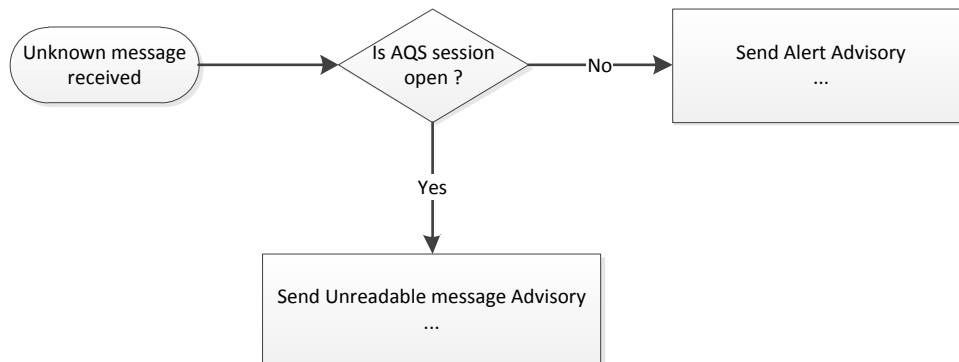 Unknown message
received
Is AQS session
open ?
No
Send Alert Advisory
...
Yes
Send Unreadable message Advisory
...